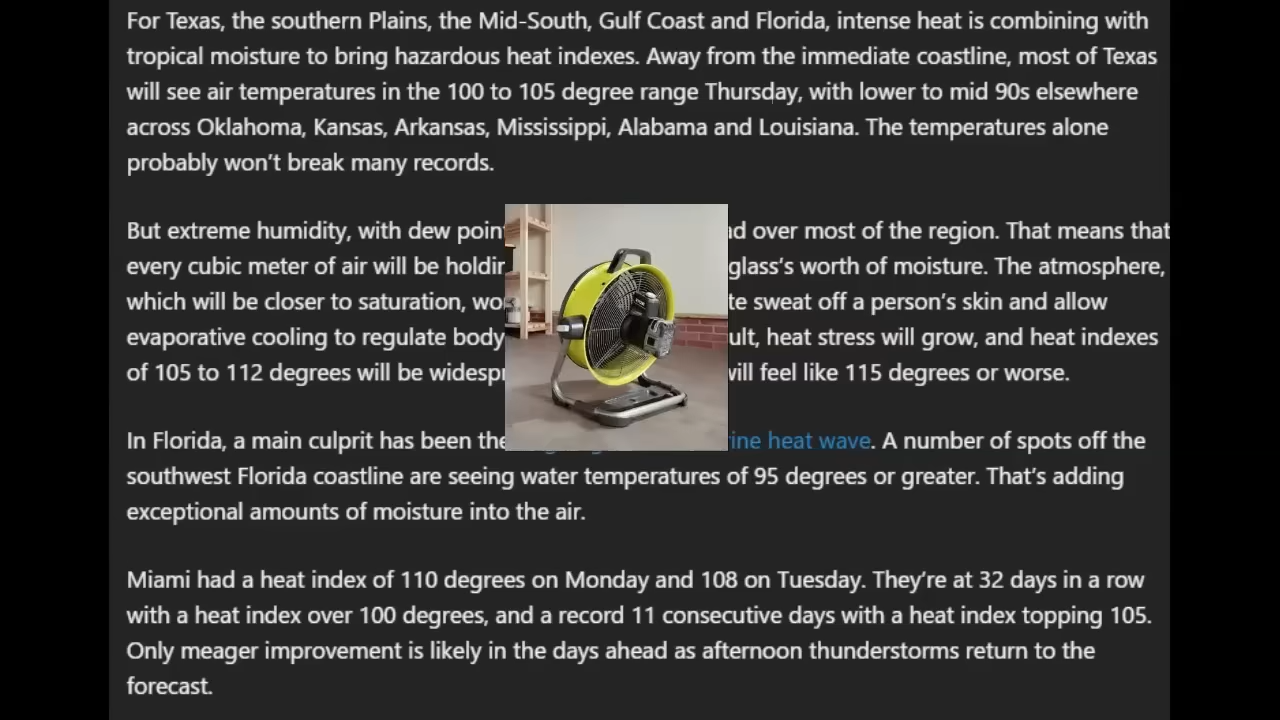 For Texas, the southern Plains, the Mid-South, Gulf Coast and Florida, intense heat is combining with
tropical moisture to bring hazardous heat indexes. Away from the immediate coastline, most of Texas
will see air temperatures in the 100 to 105 degree range Thursday, with lower to mid 90s elsewhere
across Oklahoma, Kansas, Arkansas, Mississippi, Alabama and Louisiana. The temperatures alone
probably won’t break many records.
But extreme humidity, with dew over most of the region. That means that
every cubic meter of air will be glass’s worth of moisture. The atmosphere,
which will be closer to saturation, sweat off a person’s skin and allow
evaporative cooling to regulate body heat stress will grow, and heat indexes
of 105 to 112 degrees will be will feel like 115 degrees or worse.
In Florida, a main culprit has been the heat wave. A number of spots off the
southwest Florida coastline are seeing water temperatures of 95 degrees or greater. That’s adding
exceptional amounts of moisture into the air.
Miami had a heat index of 110 degrees on Monday and 108 on Tuesday. They’re at 32 days in a row
with a heat index over 100 degrees, and a record 11 consecutive days with a heat index topping 105.
Only meager improvement is likely in the days ahead as afternoon thunderstorms return to the
forecast.